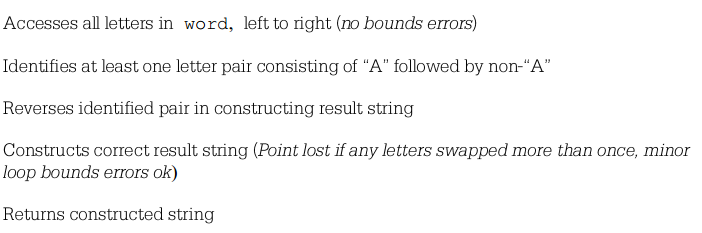 Accesses all letters in word, left to right (no bounds errors)
Identifies at least one letter pair consisting of “A” followed by non-“A”
Reverses identified pair in constructing result string
Constructs correct result string (Point lost if any letters swapped more than once, minor
loop bounds errors ok)
Returns constructed string